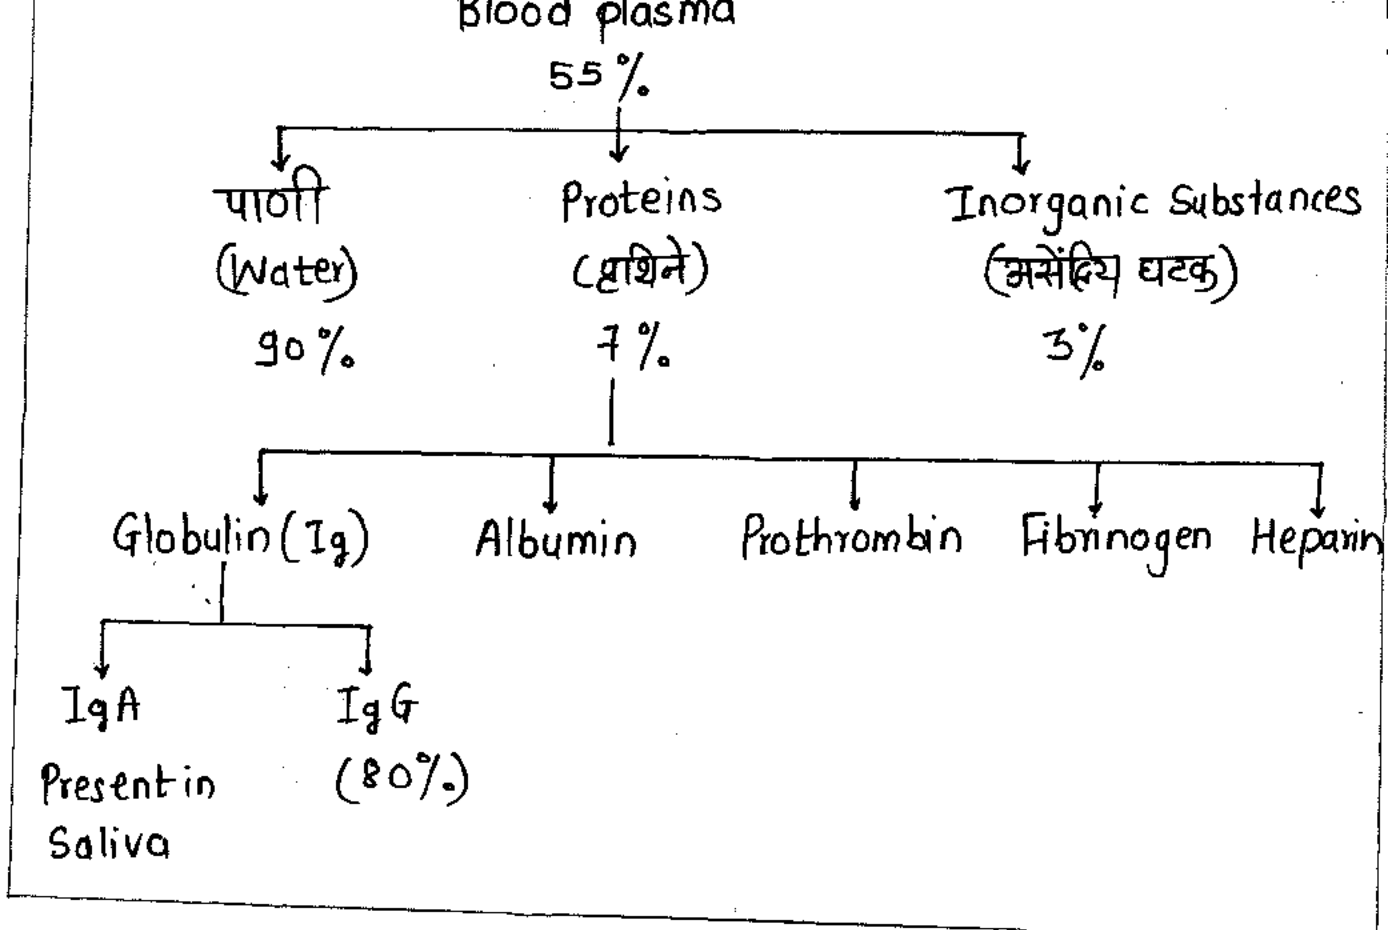 Blood plasma
55%
पाणी Proteins Inorganic Substances
(Water) (प्रथिने) (असेंद्रिय घटक)
90% 7% 3%
Globulin (Ig) Albumin Prothrombin Fibrinogen Heparin
IgA IgG
Present in (80%)
Saliva